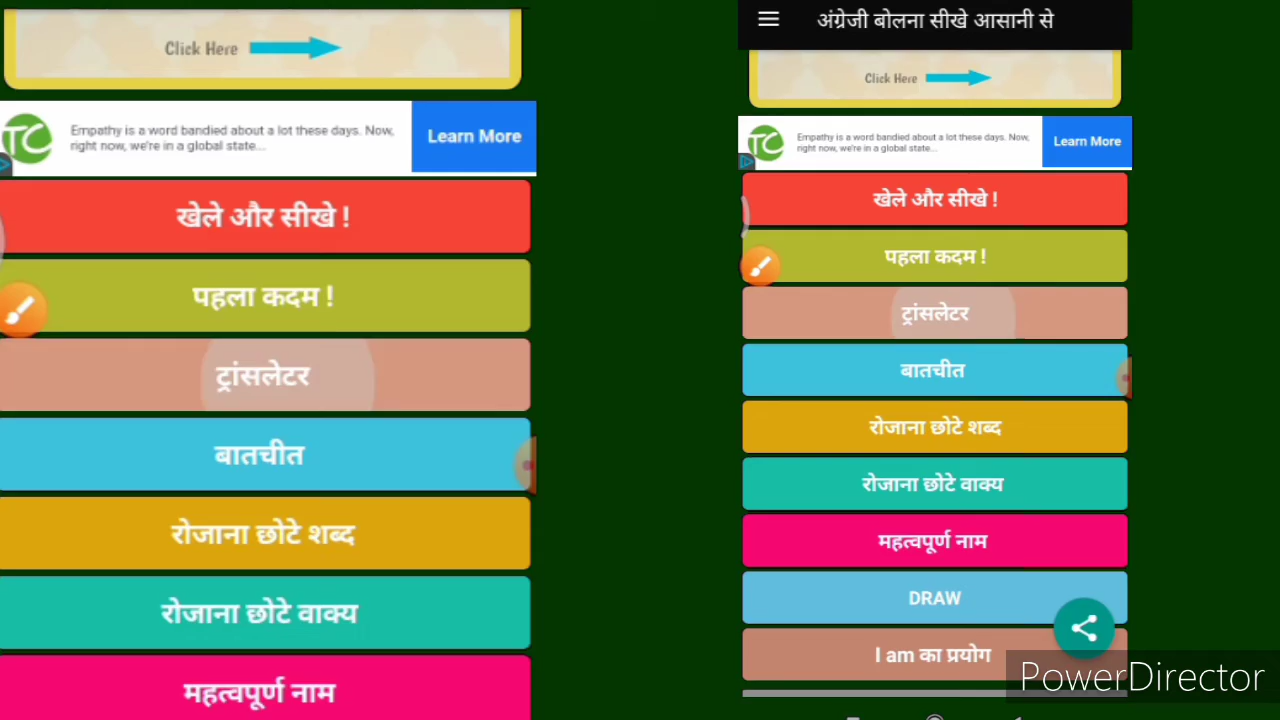 Click Here
Empathy is a word bandied about a lot these days. Now,
right now, we're in a global state...
Learn More
खेले और सीखे !
पहला कदम !
ट्रांसलेटर
बातचीत
रोजाना छोटे शब्द
रोजाना छोटे वाक्य
महत्वपूर्ण नाम
अंग्रेजी बोलना सीखे आसानी से
Click Here
Empathy is a word bandied about a lot these days. Now,
right now, we're in a global state...
Learn More
खेले और सीखे !
पहला कदम !
ट्रांसलेटर
बातचीत
रोजाना छोटे शब्द
रोजाना छोटे वाक्य
महत्वपूर्ण नाम
DRAW
I am का प्रयोग
PowerDirector